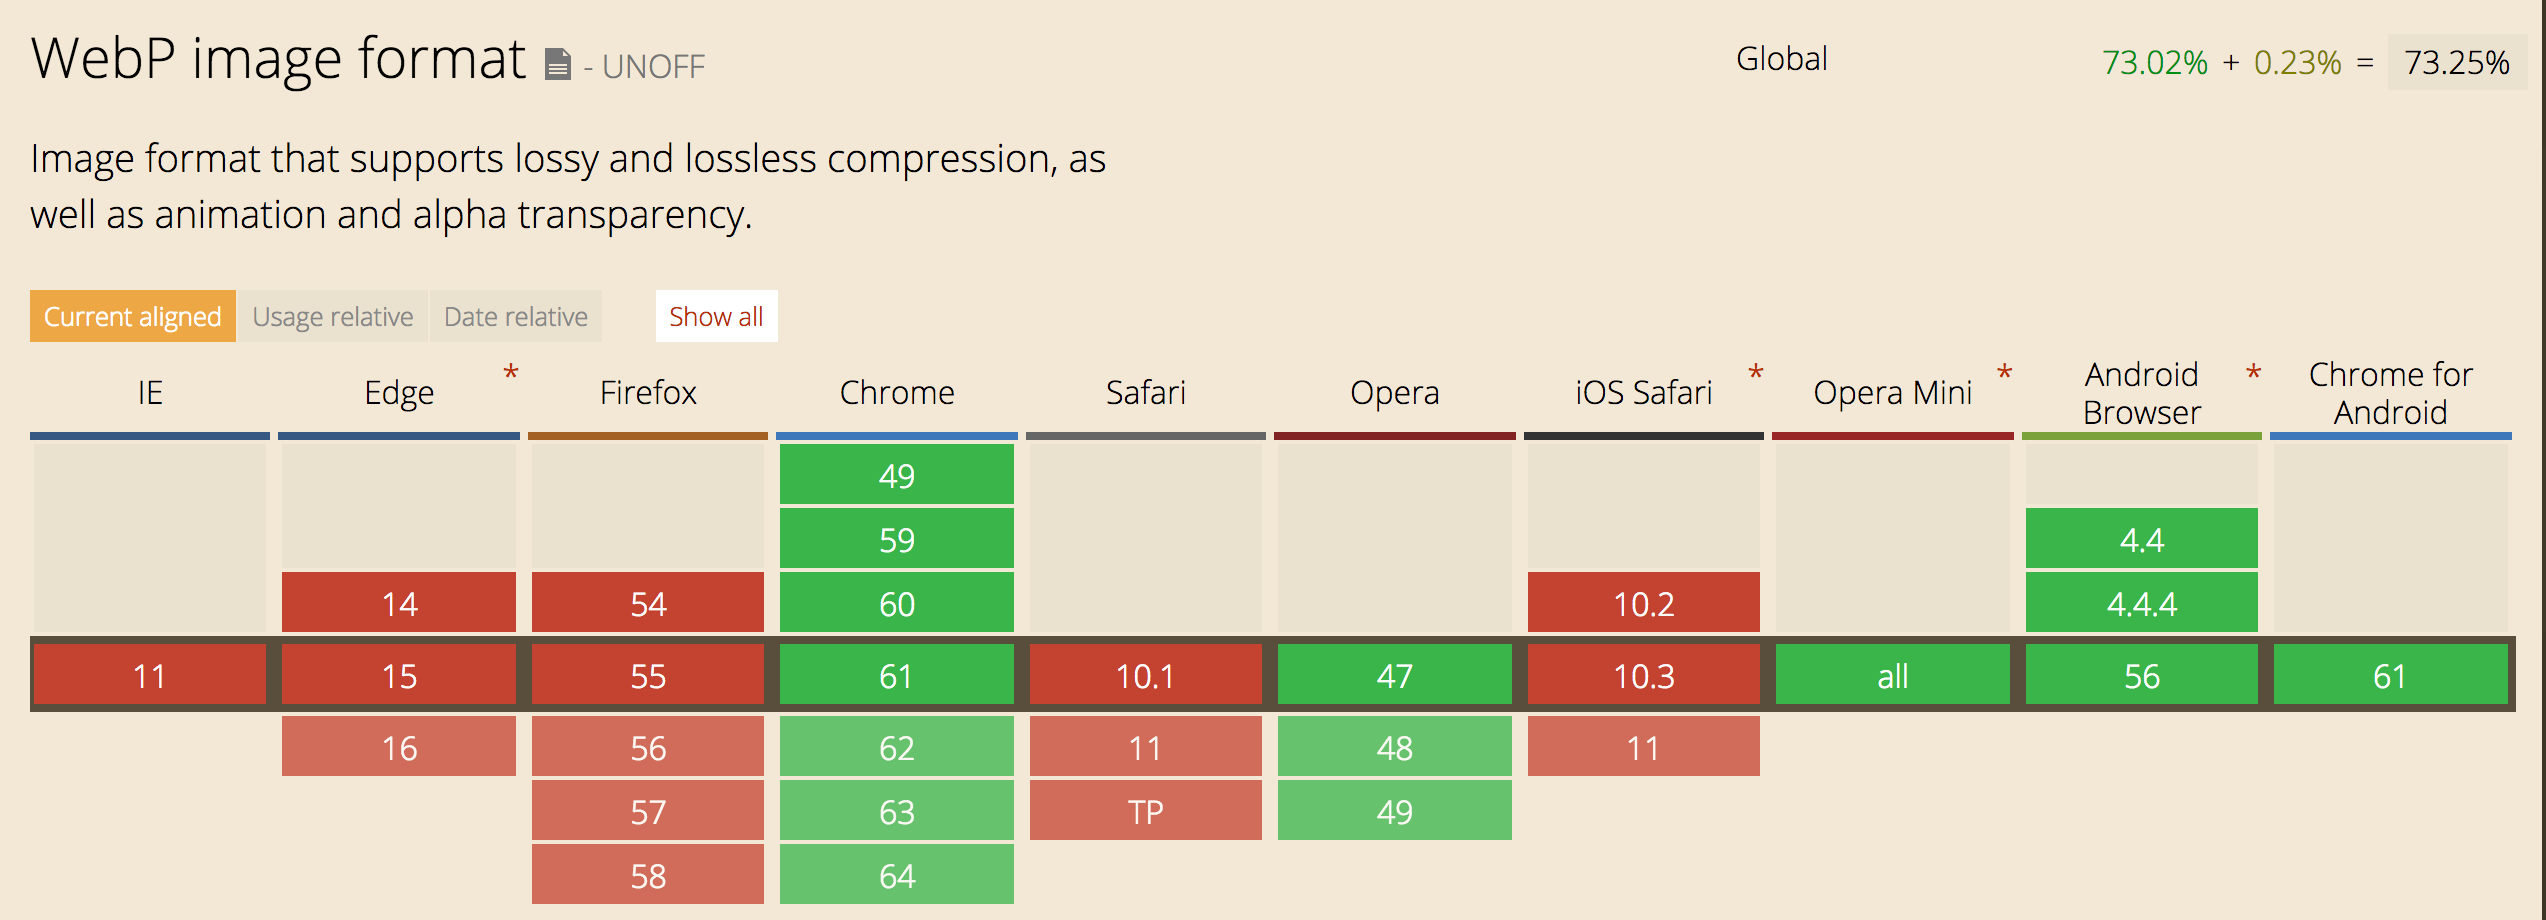 WebP image format - UNOFF
Global
73.02% + 0.23% = 73.25%
Image format that supports lossy and lossless compression, as
well as animation and alpha transparency.
Current aligned Usage relative Date relative Show all
IE Edge * Firefox Chrome Safari Opera iOS Safari * Opera Mini * Android Browser * Chrome for Android
49
59 4.4
14 54 60 10.2 4.4.4
11 15 55 61 10.1 47 10.3 all 56 61
16 56 62 11 48 11
57 63 TP 49
58 64